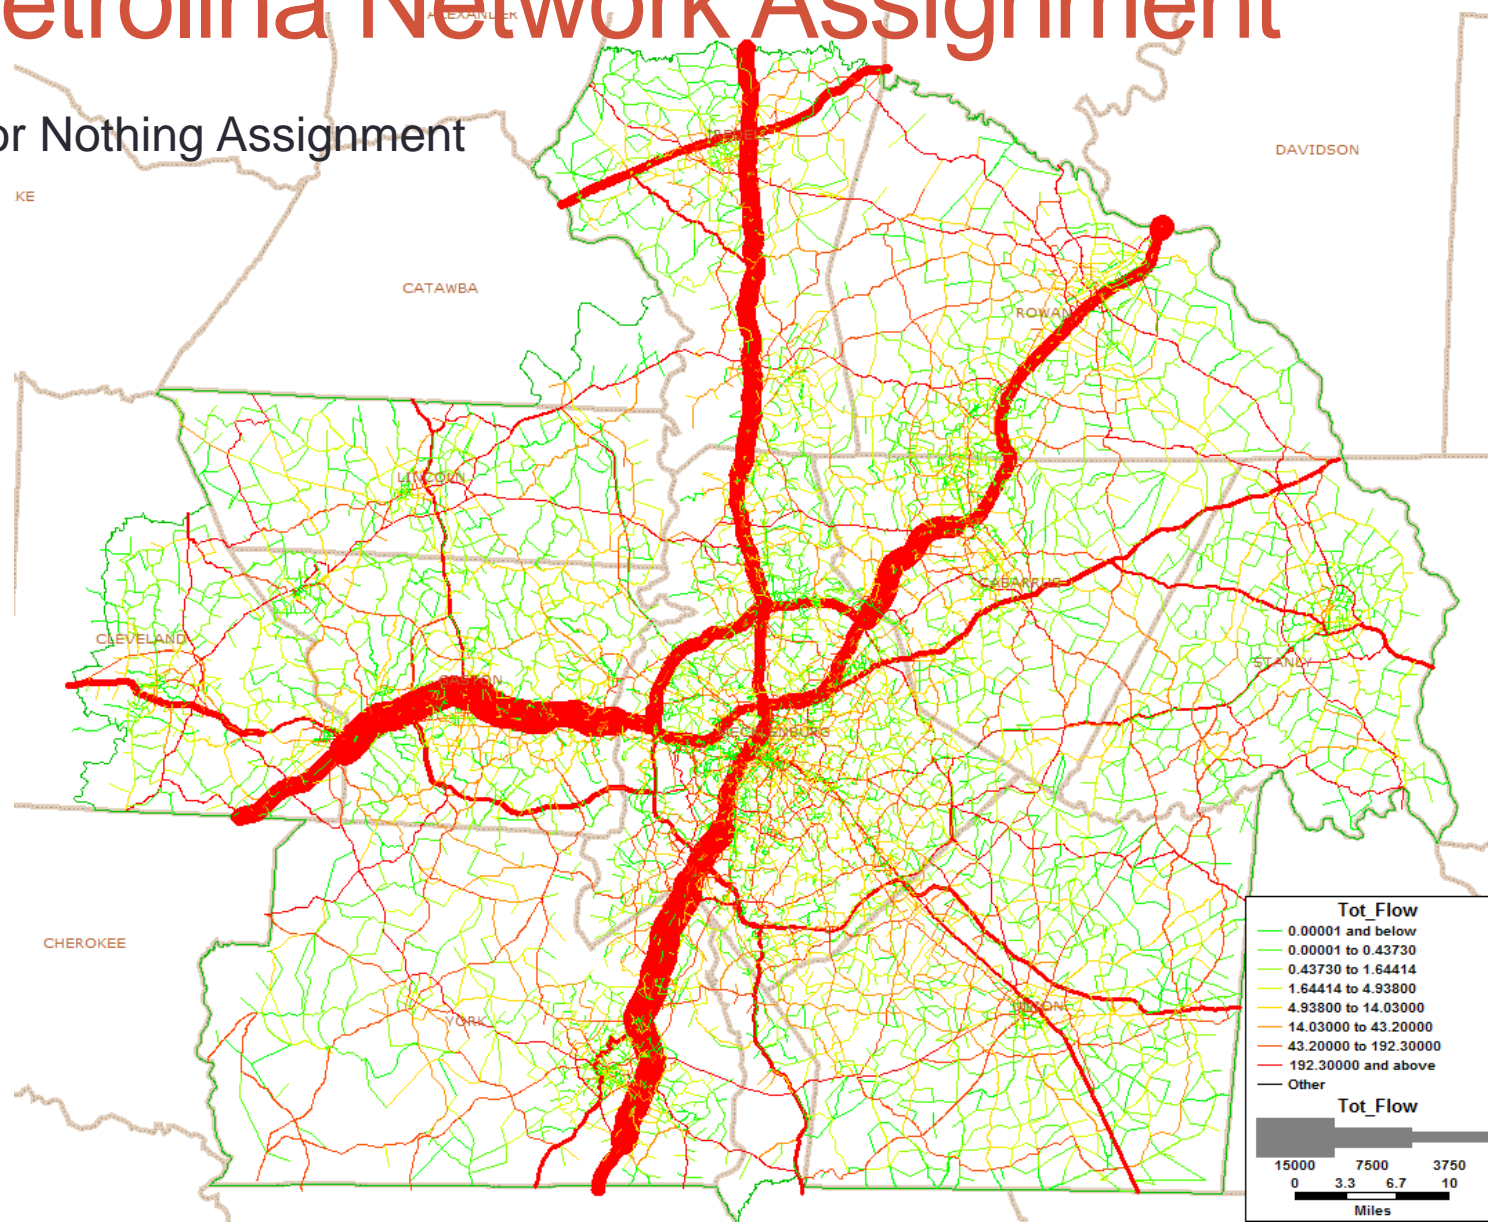 etrolina Network Assignment
ALEXANDER
or Nothing Assignment
IREDELL
DAVIDSON
KE
CATAWBA
ROWAN
LINCOLN
CABARRUS
CLEVELAND
STANLY
GASTON
MECKLENBURG
CHEROKEE
UNION
YORK
Tot_Flow
0.00001 and below
0.00001 to 0.43730
0.43730 to 1.64414
1.64414 to 4.93800
4.93800 to 14.03000
14.03000 to 43.20000
43.20000 to 192.30000
192.30000 and above
Other
Tot_Flow
15000 7500 3750
0 3.3 6.7 10
Miles